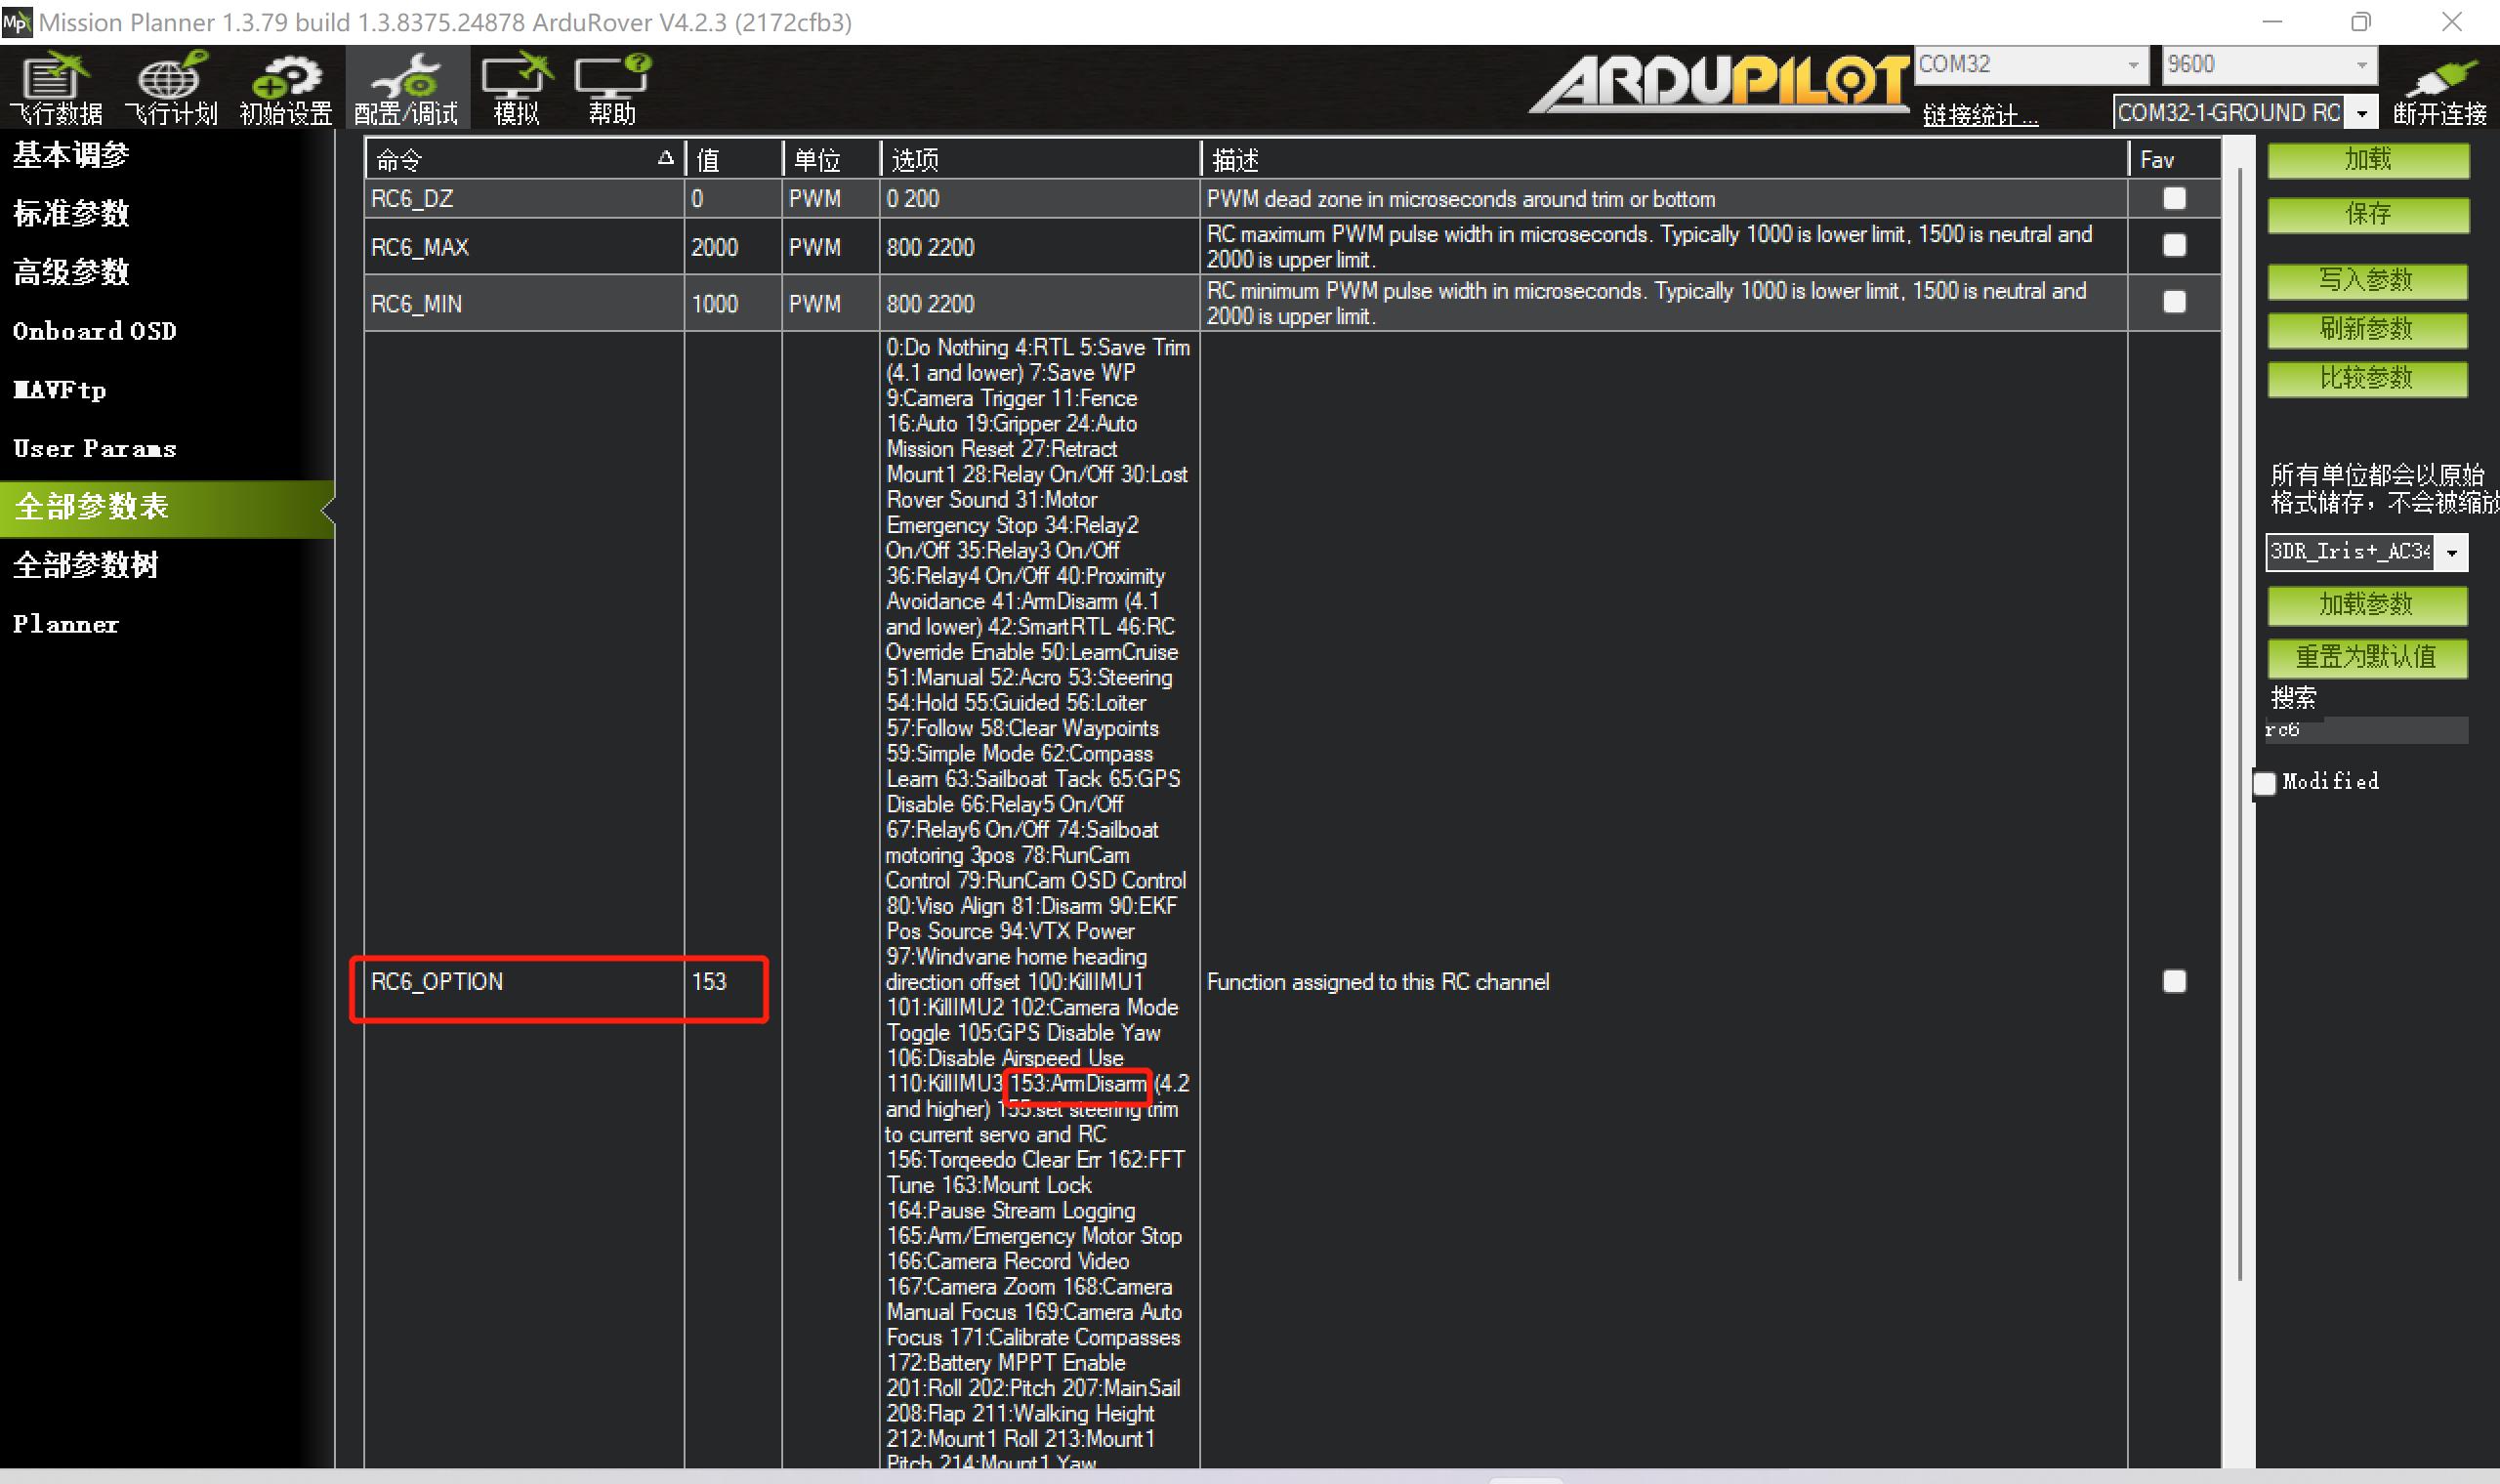 Mission Planner 1.3.79 build 1.3.8375.24878 ArduRover V4.2.3 (2172cfb3)
飞行数据 飞行计划 初始设置 配置/调试 模拟 帮助
ARDUPILOT
COM32 9600
链接统计... COM32-1-GROUND RC 断开连接
基本调参
标准参数
高级参数
Onboard OSD
MAVFtp
User Params
全部参数表
全部参数树
Planner
命令 值 单位 选项 描述 Fav
RC6_DZ 0 PWM 0 200 PWM dead zone in microseconds around trim or bottom
RC6_MAX 2000 PWM 800 2200 RC maximum PWM pulse width in microseconds. Typically 1000 is lower limit, 1500 is neutral and
2000 is upper limit.
RC6_MIN 1000 PWM 800 2200 RC minimum PWM pulse width in microseconds. Typically 1000 is lower limit, 1500 is neutral and
2000 is upper limit.
RC6_OPTION 153
0:Do Nothing 4:RTL 5:Save Trim
(4.1 and lower) 7:Save WP
9:Camera Trigger 11:Fence
16:Auto 19:Gripper 24:Auto
Mission Reset 27:Retract
Mount1 28:Relay On/Off 30:Lost
Rover Sound 31:Motor
Emergency Stop 34:Relay2
On/Off 35:Relay3 On/Off
36:Relay4 On/Off 40:Proximity
Avoidance 41:ArmDisarm (4.1
and lower) 42:SmartRTL 46:RC
Override Enable 50:LearnCruise
51:Manual 52:Acro 53:Steering
54:Hold 55:Guided 56:Loiter
57:Follow 58:Clear Waypoints
59:Simple Mode 62:Compass
Learn 63:Sailboat Tack 65:GPS
Disable 66:Relay5 On/Off
67:Relay6 On/Off 74:Sailboat
motoring 3pos 78:RunCam
Control 79:RunCam OSD Control
80:Viso Align 81:Disarm 90:EKF
Pos Source 94:VTX Power
97:Windvane home heading
direction offset 100:KillIMU1
101:KillIMU2 102:Camera Mode
Toggle 105:GPS Disable Yaw
106:Disable Airspeed Use
110:KillIMU3 153:ArmDisarm (4.2
and higher) 155:set steering trim
to current servo and RC
156:Torqeedo Clear Err 162:FFT
Tune 163:Mount Lock
164:Pause Stream Logging
165:Arm/Emergency Motor Stop
166:Camera Record Video
167:Camera Zoom 168:Camera
Manual Focus 169:Camera Auto
Focus 171:Calibrate Compasses
172:Battery MPPT Enable
201:Roll 202:Pitch 207:MainSail
208:Flap 211:Walking Height
212:Mount1 Roll 213:Mount1
Pitch 214:Mount1 Yaw
Function assigned to this RC channel
加载
保存
写入参数
刷新参数
比较参数
所有单位都会以原始
格式储存，不会被缩放
3DR_Iris+_AC34
加载参数
重置为默认值
搜索
rc6
Modified